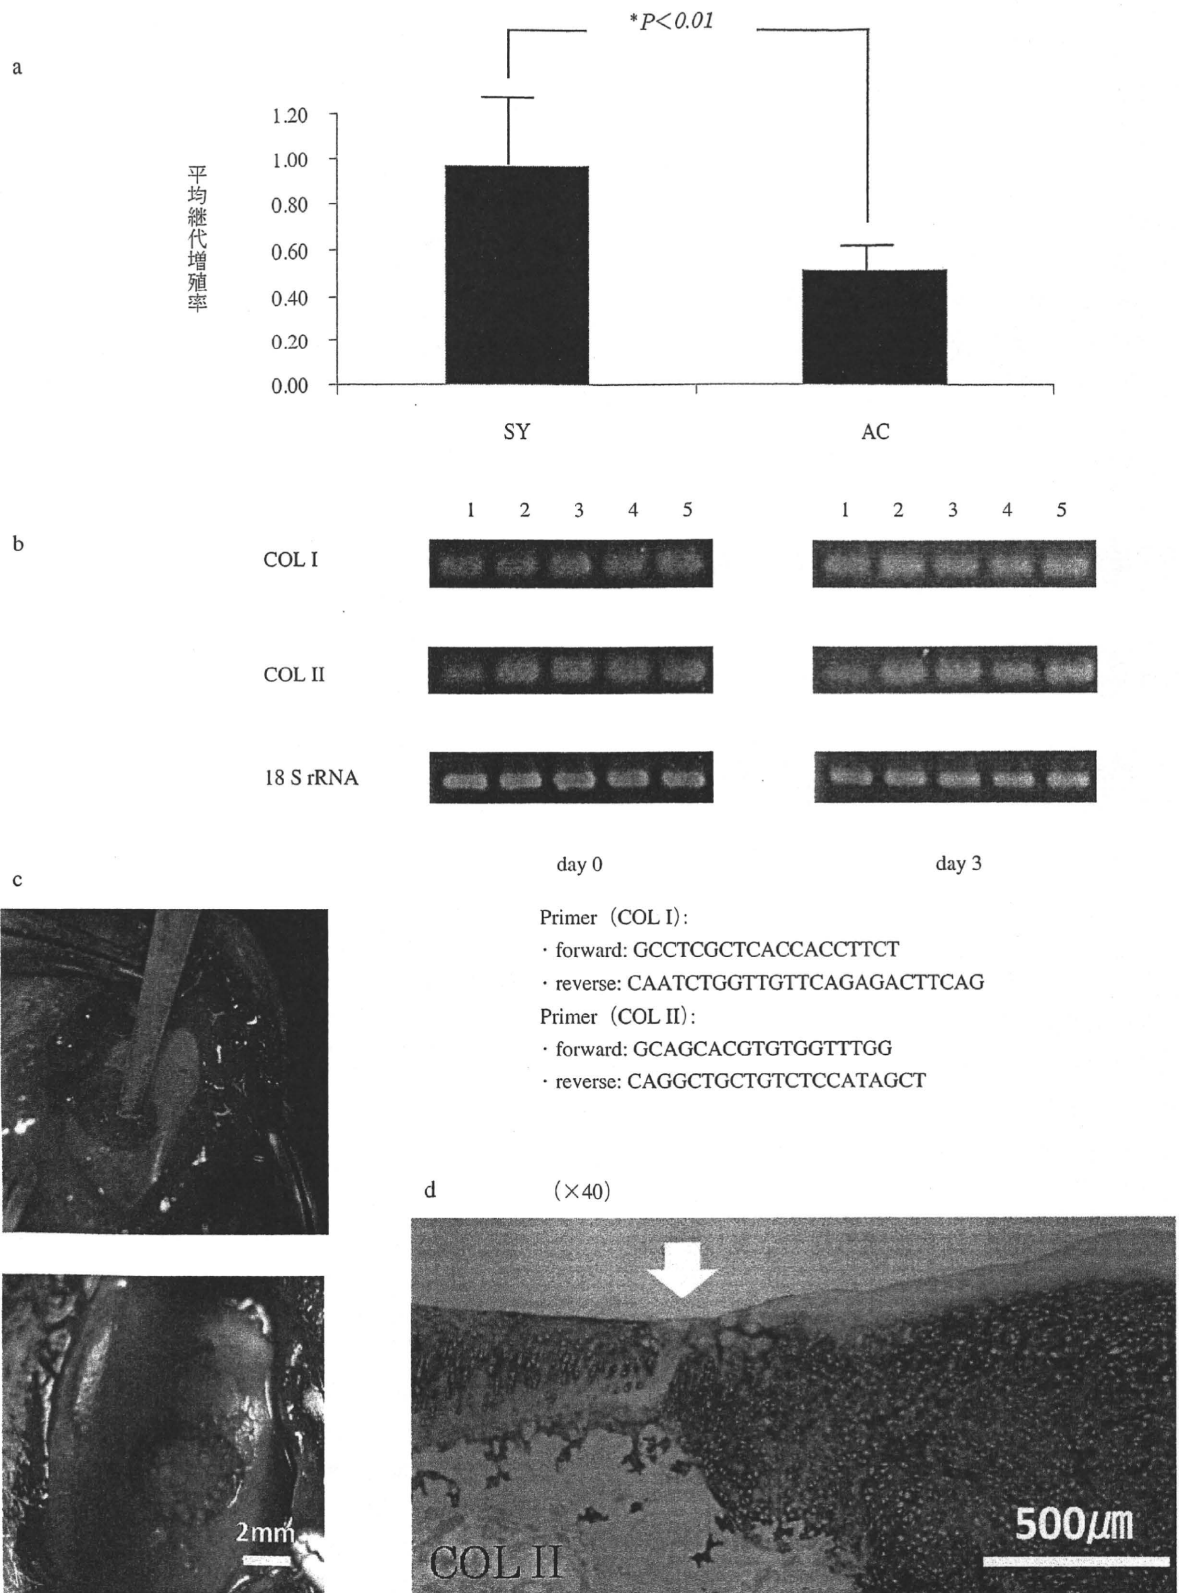 *P<0.01
a
1.20
1.00
0.80
0.60
0.40
0.20
0.00
平均継代増殖率
SY
AC
b
1 2 3 4 5
1 2 3 4 5
COL I
COL II
18 S rRNA
day 0
day 3
Primer（COL I）:
・forward: GCCTCGCTCACCACCTTCT
・reverse: CAATCTGGTTGTTCAGAGACTTCAG
Primer（COL II）:
・forward: GCAGCACGTGTGGTTTGG
・reverse: CAGGCTGCTGTCTCCATAGCT
c
2mm
d （×40）
500μm
COL II